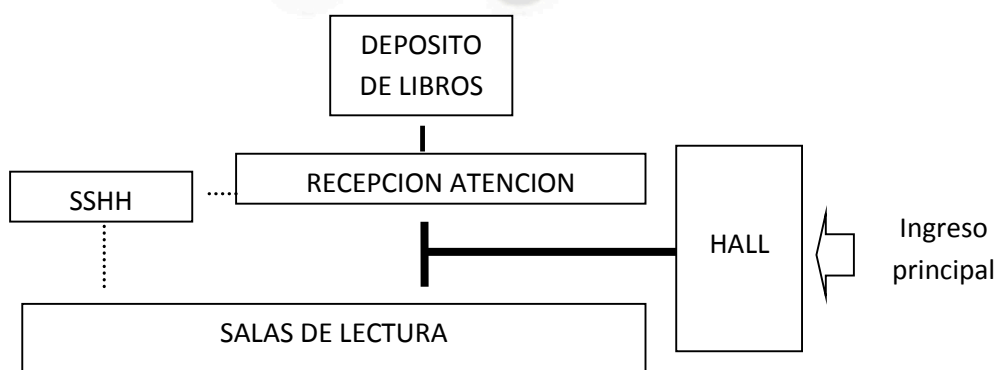 DEPOSITO
DE LIBROS
RECEPCION ATENCION
SSHH
HALL
Ingreso
principal
SALAS DE LECTURA